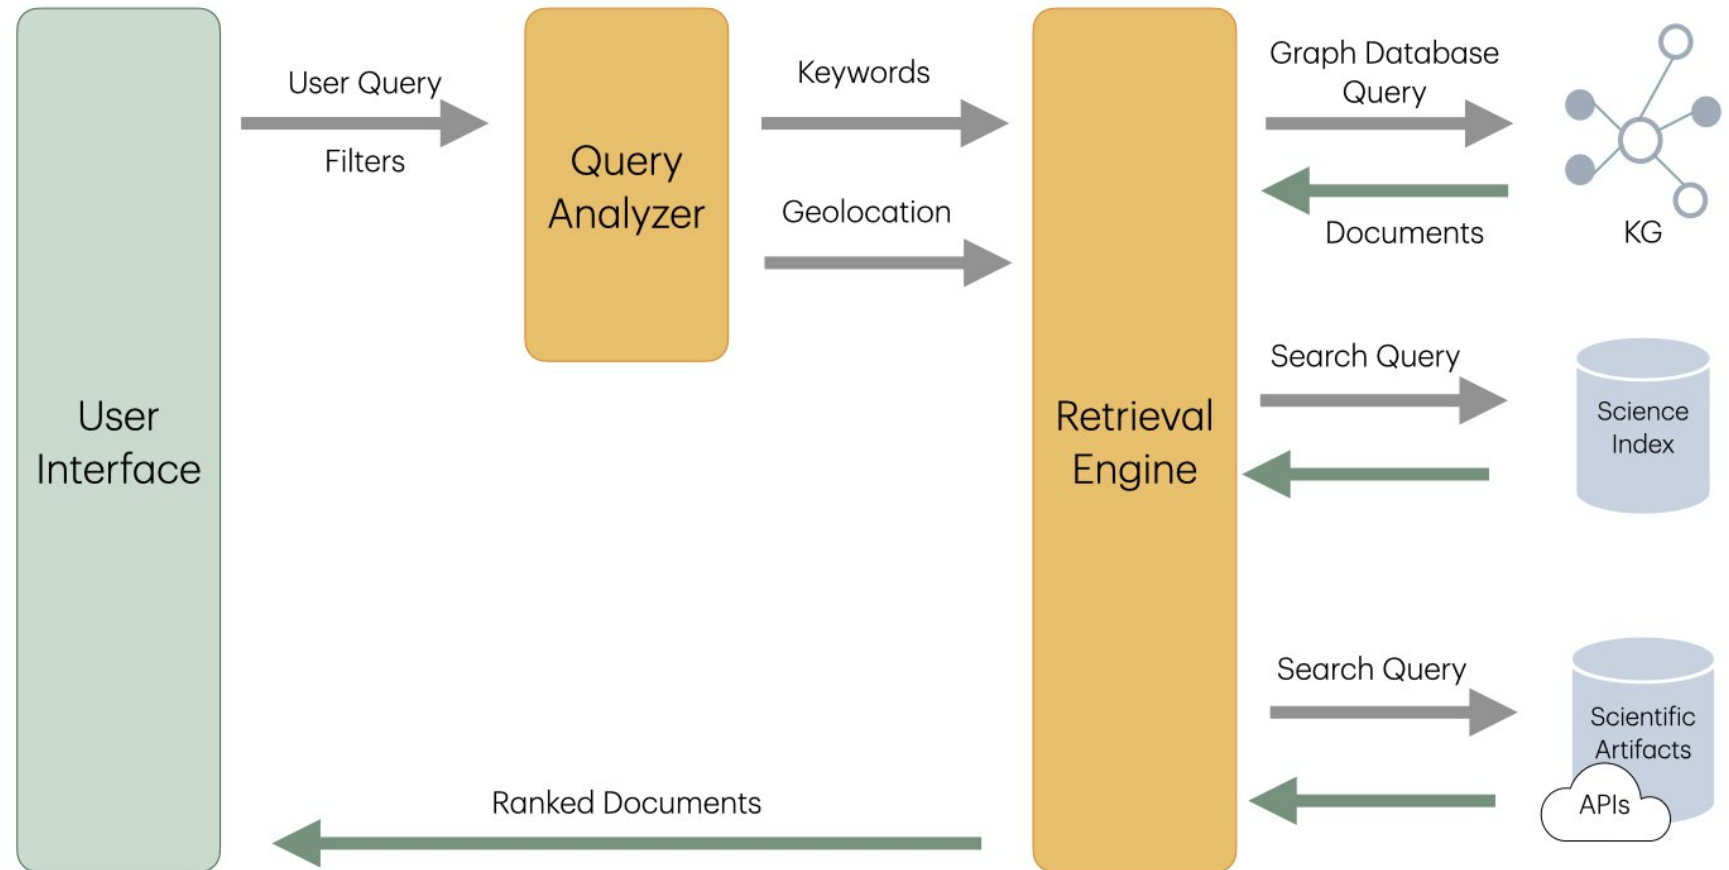 User
Interface
User Query
Filters
Query
Analyzer
Keywords
Geolocation
Retrieval
Engine
Graph Database
Query
Documents
KG
Search Query
Science
Index
Search Query
Scientific
Artifacts
APIs
Ranked Documents